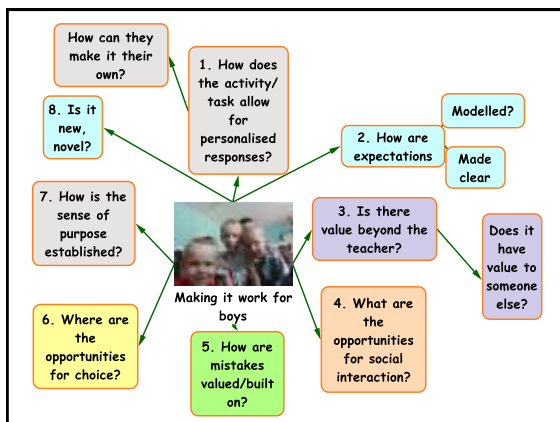 How can they
make it their
own?
1. How does
the activity/
task allow
for
personalised
responses?
8. Is it
new,
novel?
Modelled?
2. How are
expectations
Made
clear
7. How is the
sense of
purpose
established?
3. Is there
value beyond the
teacher?
Does it
have
value to
someone
else?
Making it work for
boys
6. Where are
the
opportunities
for choice?
4. What are
the
opportunities
for social
interaction?
5. How are
mistakes
valued/built
on?